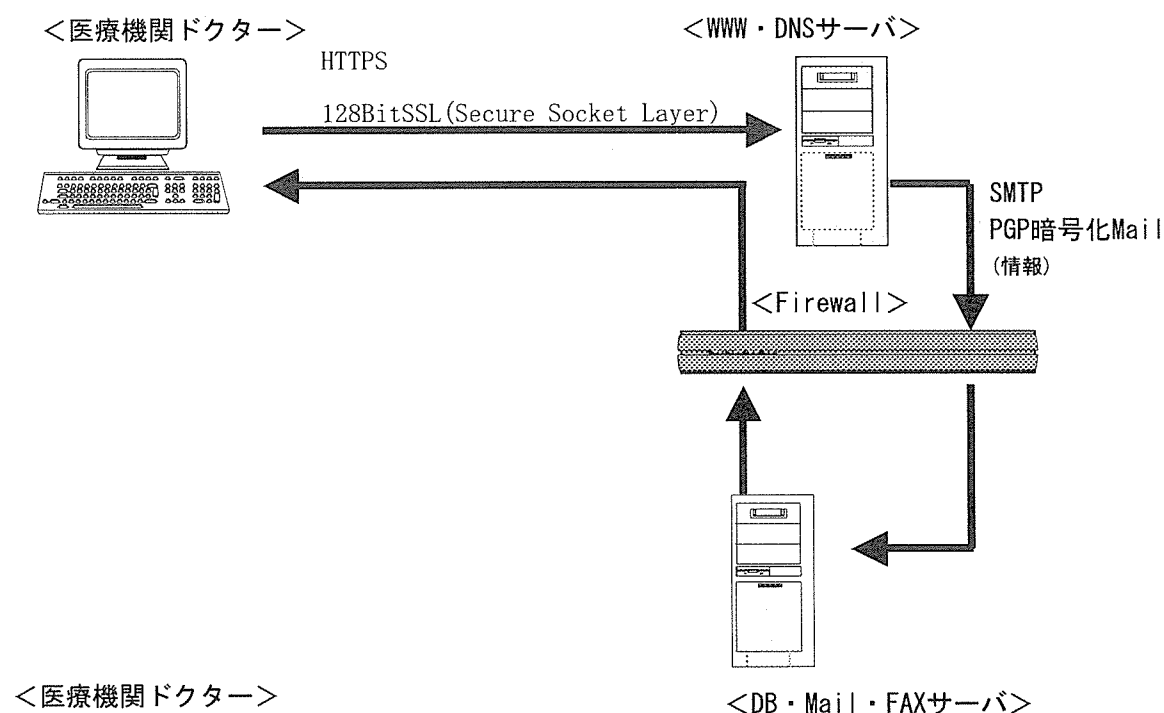 ＜医療機関ドクター＞
＜WWW・DNSサーバ＞
HTTPS
128BitSSL(Secure Socket Layer)
SMTP
PGP暗号化Mail
(情報)
＜Firewall＞
＜医療機関ドクター＞
＜DB・Mail・FAXサーバ＞